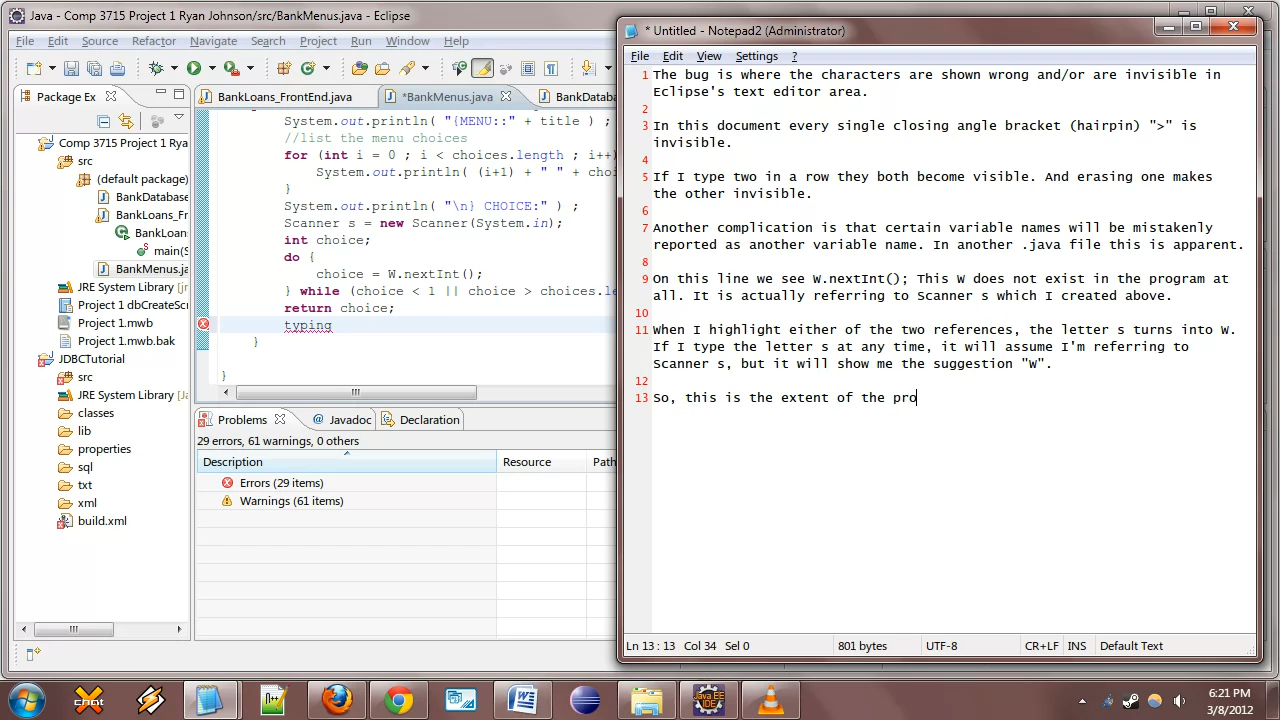 Java - Comp 3715 Project 1 Ryan Johnson/src/BankMenus.java - Eclipse
File Edit Source Refactor Navigate Search Project Run Window Help
Package Ex
Comp 3715 Project 1 Rya
src
(default package)
BankDatabase
BankLoans_Fr
BankLoans
main(S
BankMenus.ja
JRE System Library [J
Project 1 dbCreateScr
Project 1.mwb
Project 1.mwb.bak
JDBCTutorial
src
JRE System Library [J
classes
lib
properties
sql
txt
xml
build.xml
BankLoans_FrontEnd.java *BankMenus.java BankDatab
System.out.println( "{MENU::" + title ) ;
//list the menu choices
for (int i = 0 ; i < choices.length ; i++)
System.out.println( (i+1) + " " + choi
}
System.out.println( "\n} CHOICE:" ) ;
Scanner s = new Scanner(System.in);
int choice;
do {
choice = W.nextInt();
} while (choice < 1 || choice > choices.le
return choice;
typing
}
}
Problems Javadoc Declaration
29 errors, 61 warnings, 0 others
Description Resource Path
Errors (29 items)
Warnings (61 items)
* Untitled - Notepad2 (Administrator)
File Edit View Settings ?
1 The bug is where the characters are shown wrong and/or are invisible in
Eclipse's text editor area.
2
3 In this document every single closing angle bracket (hairpin) ">" is
invisible.
4
5 If I type two in a row they both become visible. And erasing one makes
the other invisible.
6
7 Another complication is that certain variable names will be mistakenly
reported as another variable name. In another .java file this is apparent.
8
9 On this line we see W.nextInt(); This W does not exist in the program at
all. It is actually referring to Scanner s which I created above.
10
11 When I highlight either of the two references, the letter s turns into W.
If I type the letter s at any time, it will assume I'm referring to
Scanner s, but it will show me the suggestion "W".
12
13 So, this is the extent of the pro
Ln 13 : 13 Col 34 Sel 0 801 bytes UTF-8 CR+LF INS Default Text
Java EE
IDE
6:21 PM
3/8/2012